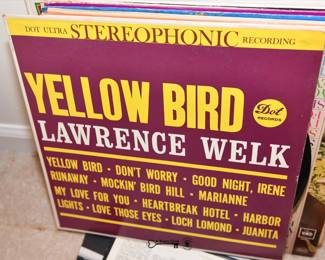 DOT ULTRA STEREOPHONIC RECORDING
YELLOW BIRD
Dot
RECORDS
LAWRENCE WELK
YELLOW BIRD • DON'T WORRY • GOOD NIGHT, IRENE
RUNAWAY • MOCKIN' BIRD HILL • MARIANNE
MY LOVE FOR YOU • HEARTBREAK HOTEL • HARBOR
LIGHTS • LOVE THOSE EYES • LOCH LOMOND • JUANITA